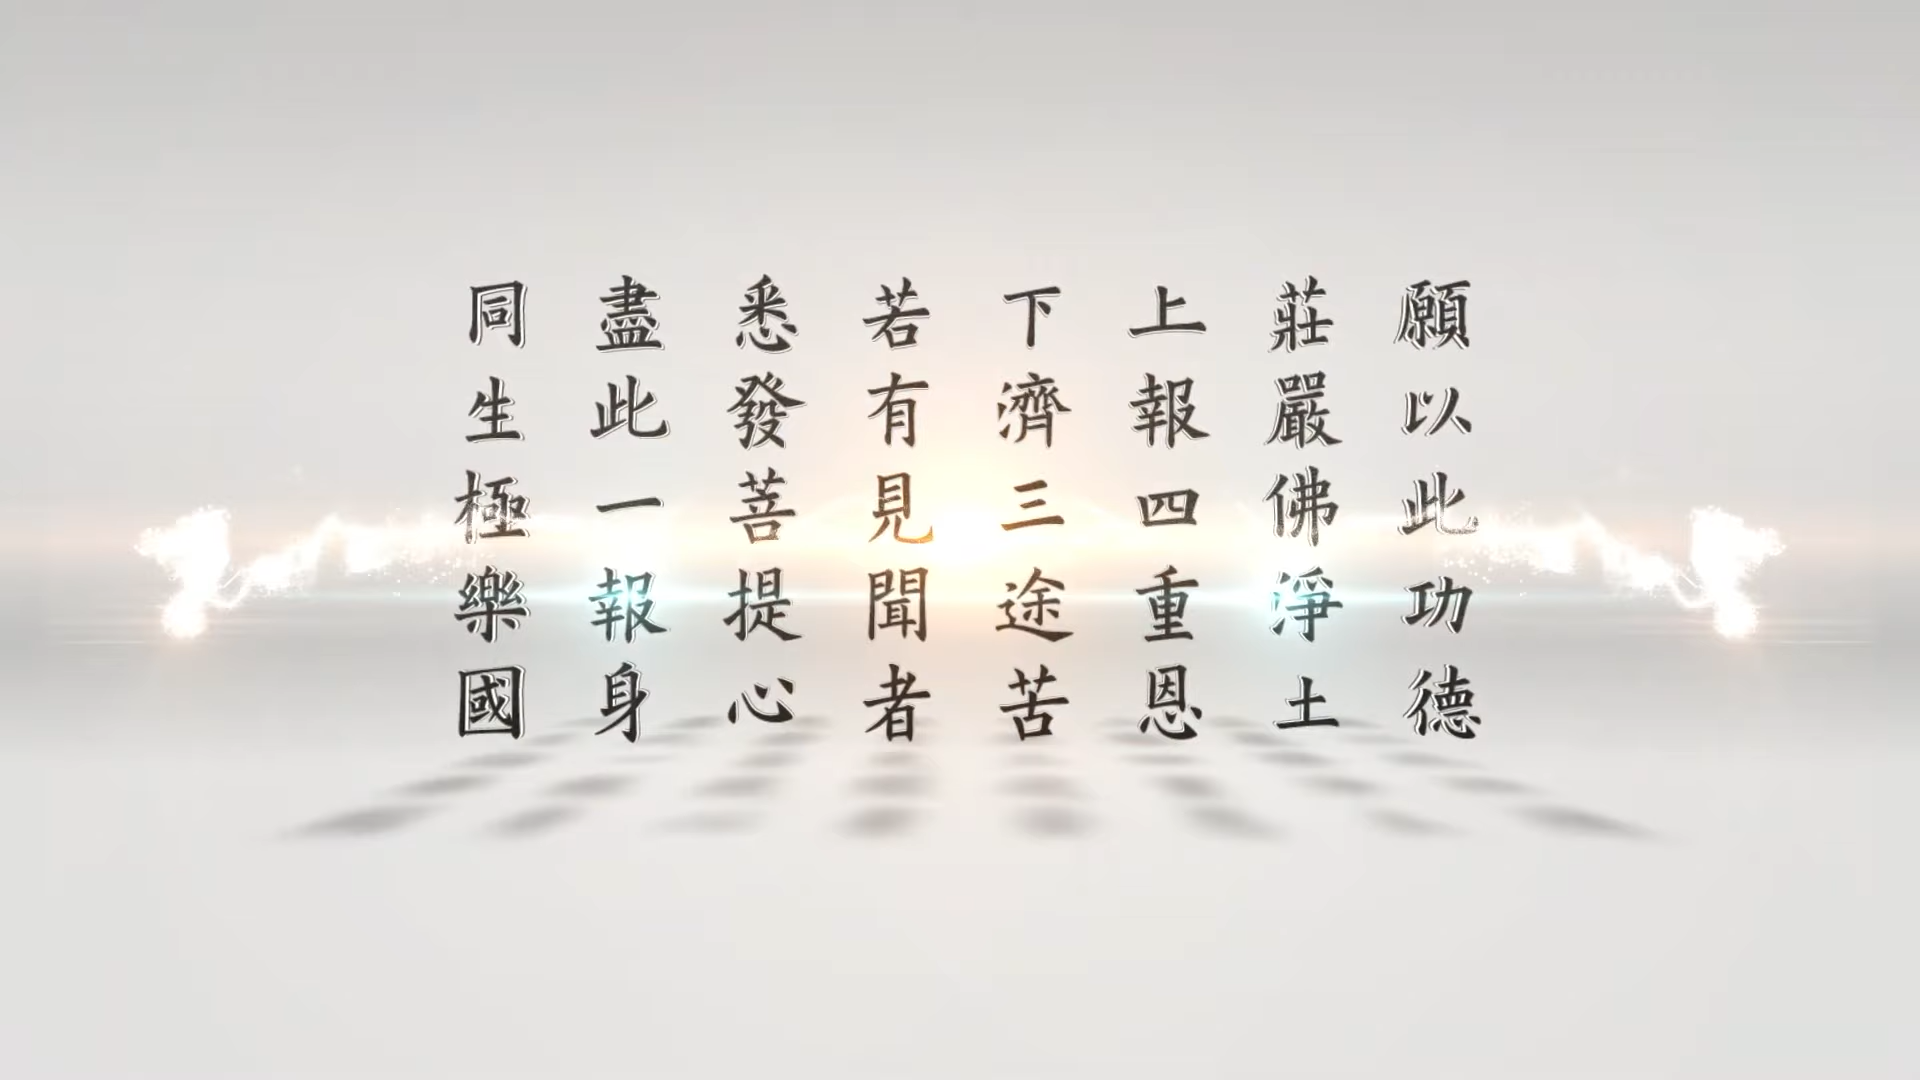 願以此功德
莊嚴佛淨土
上報四重恩
下濟三途苦
若有見聞者
悉發菩提心
盡此一報身
同生極樂國